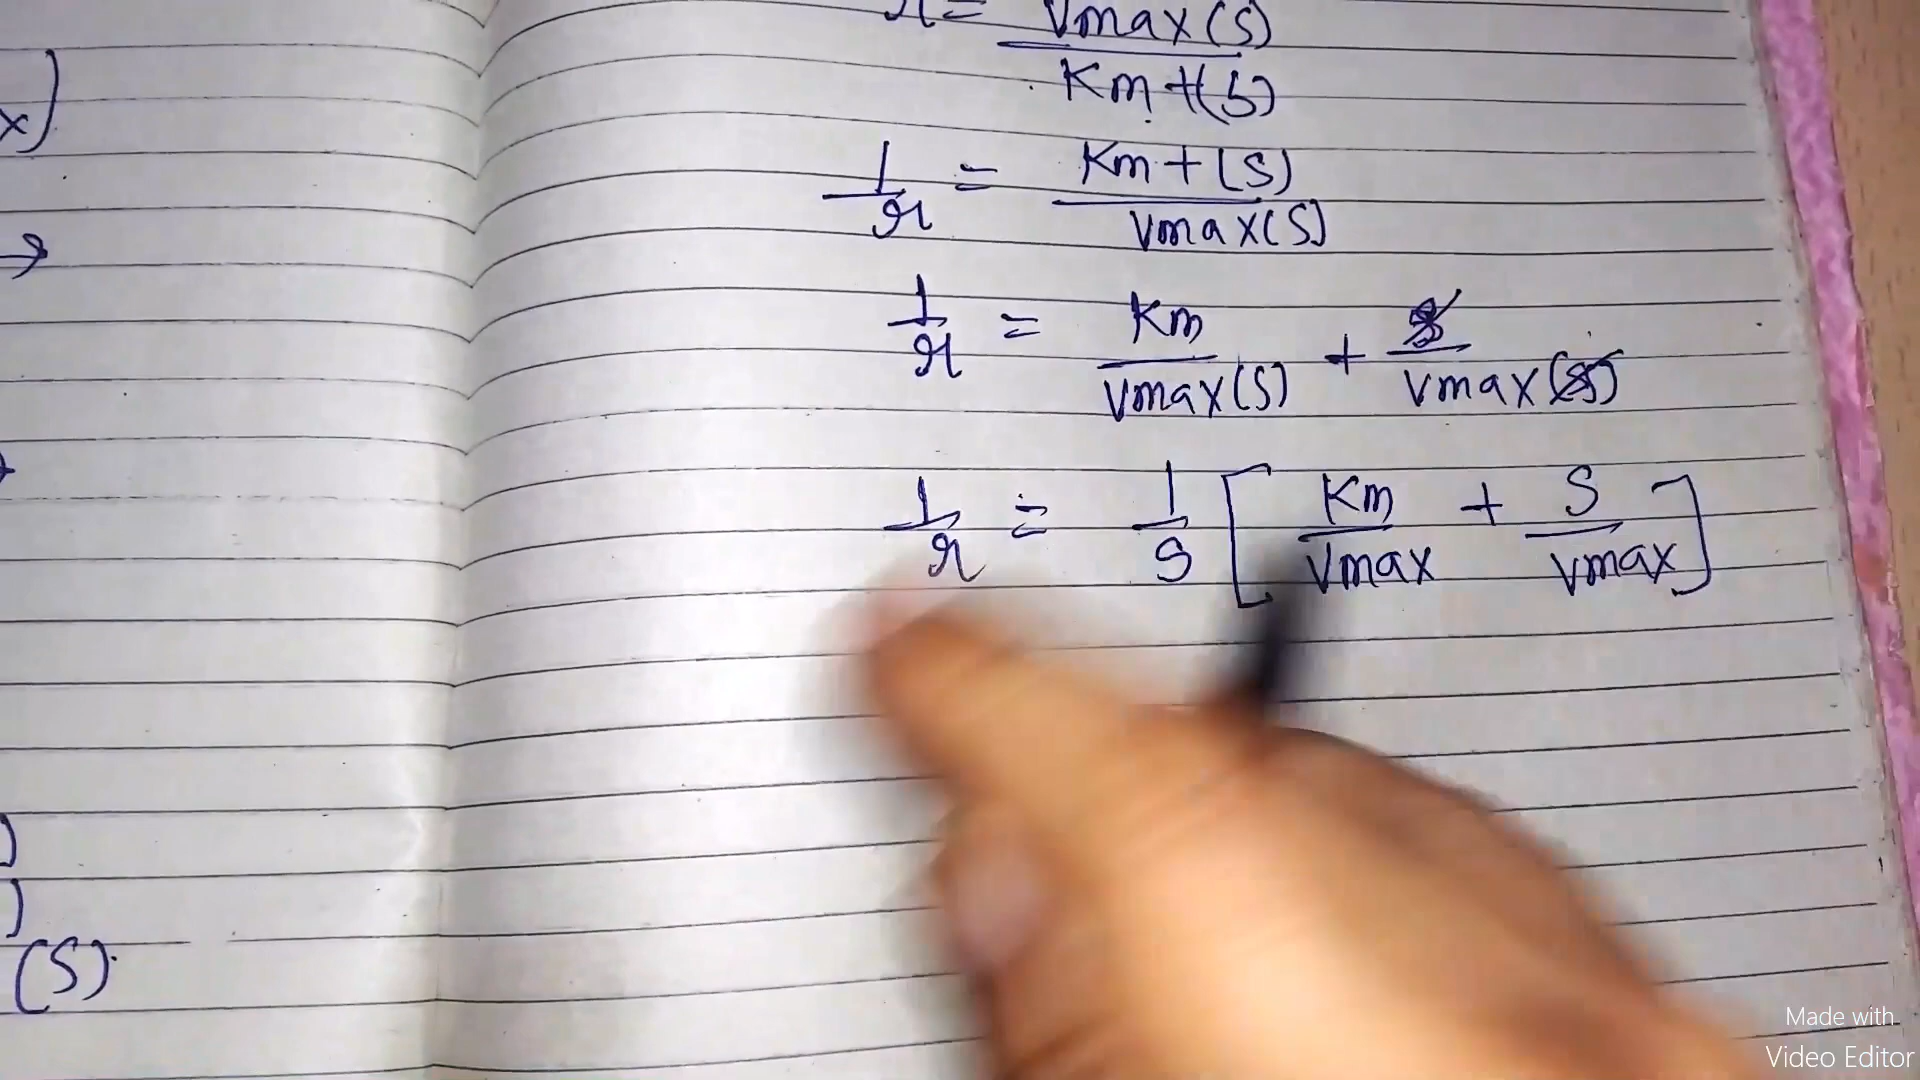 r = Vmax(S) / Km+(S)
1/r = Km+(S) / Vmax(S)
1/r = Km / Vmax(S) + S / Vmax(S)
1/r = 1/S [ Km / Vmax + S / Vmax ]
x)
→
)
)
(S)
Made with
Video Editor